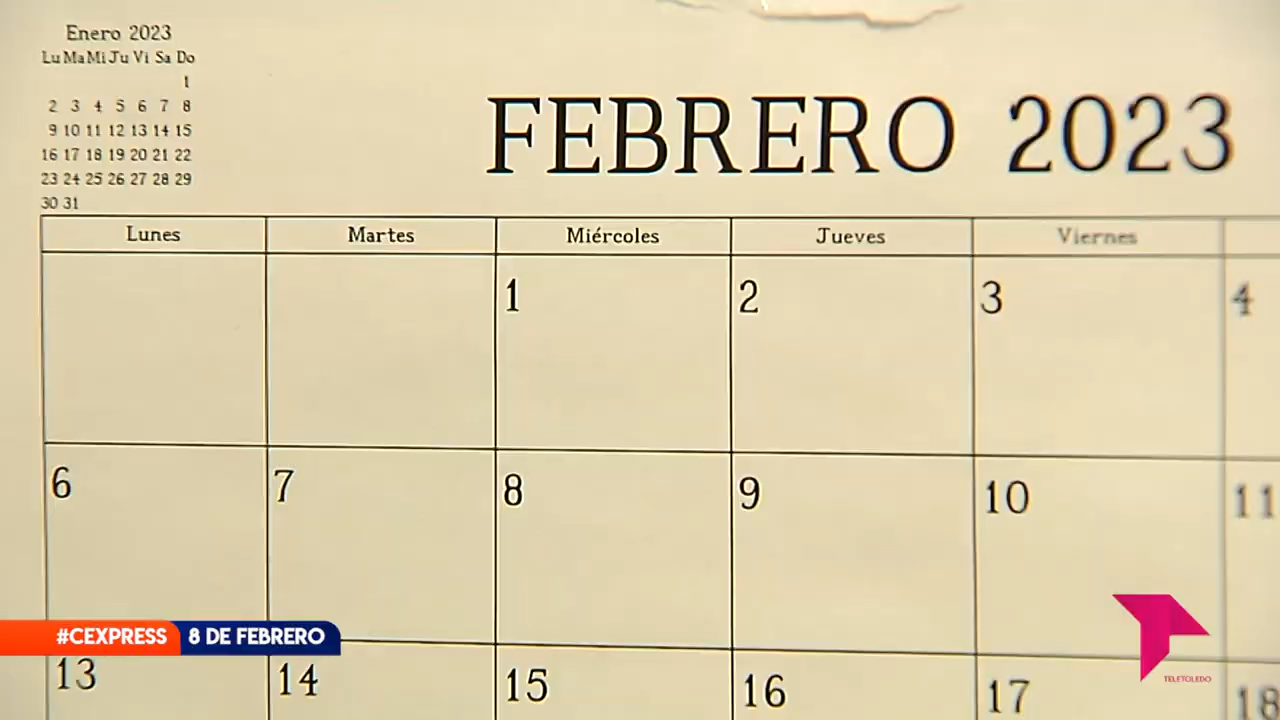 Enero 2023
Lu Ma Mi Ju Vi Sa Do
1
2 3 4 5 6 7 8
9 10 11 12 13 14 15
16 17 18 19 20 21 22
23 24 25 26 27 28 29
30 31
FEBRERO 2023
Lunes Martes Miércoles Jueves Viernes
1 2 3 4
6 7 8 9 10 11
#CEXPRESS 8 DE FEBRERO
13 14 15 16 17 18
TELETOLEDO